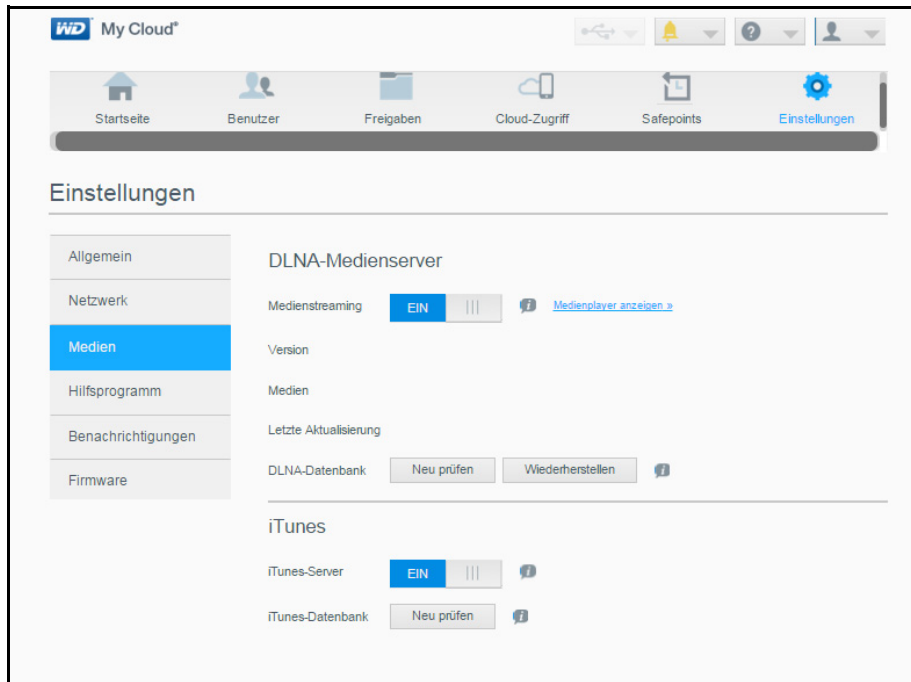 WD My Cloud®
Startseite Benutzer Freigaben Cloud-Zugriff Safepoints Einstellungen
Einstellungen
Allgemein
Netzwerk
Medien
Hilfsprogramm
Benachrichtigungen
Firmware
DLNA-Medienserver
Medienstreaming EIN Medienplayer anzeigen »
Version
Medien
Letzte Aktualisierung
DLNA-Datenbank Neu prüfen Wiederherstellen
iTunes
iTunes-Server EIN
iTunes-Datenbank Neu prüfen